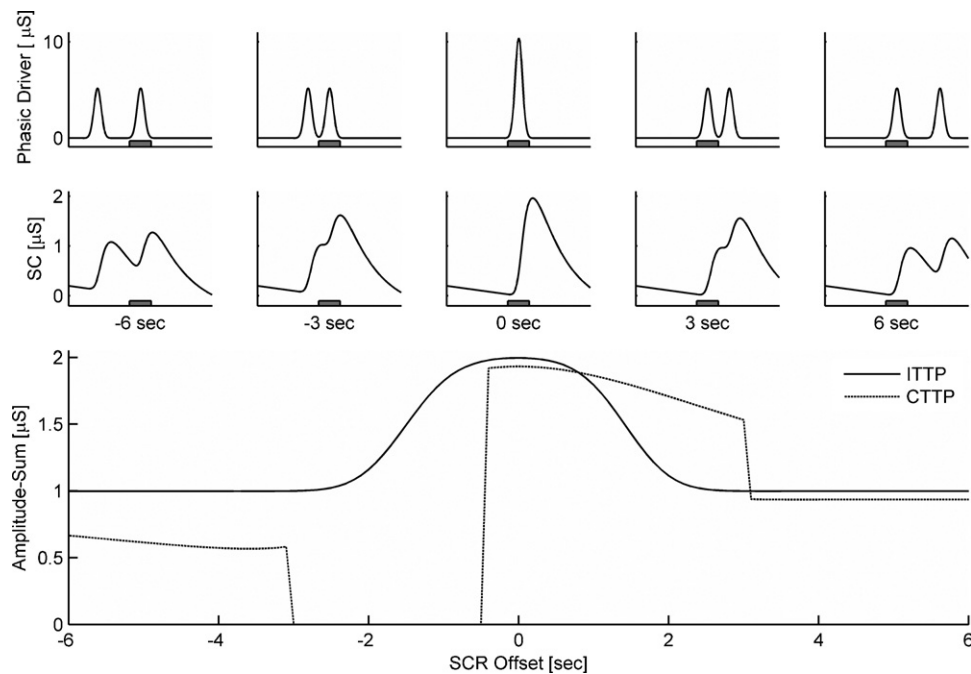 Phasic Driver [ μS]
10
0
SC [μS]
2
1
0
-6 sec
-3 sec
0 sec
3 sec
6 sec
Amplitude-Sum [μS]
2
1.5
1
0.5
0
ITTP
CTTP
-6
-4
-2
0
2
4
6
SCR Offset [sec]